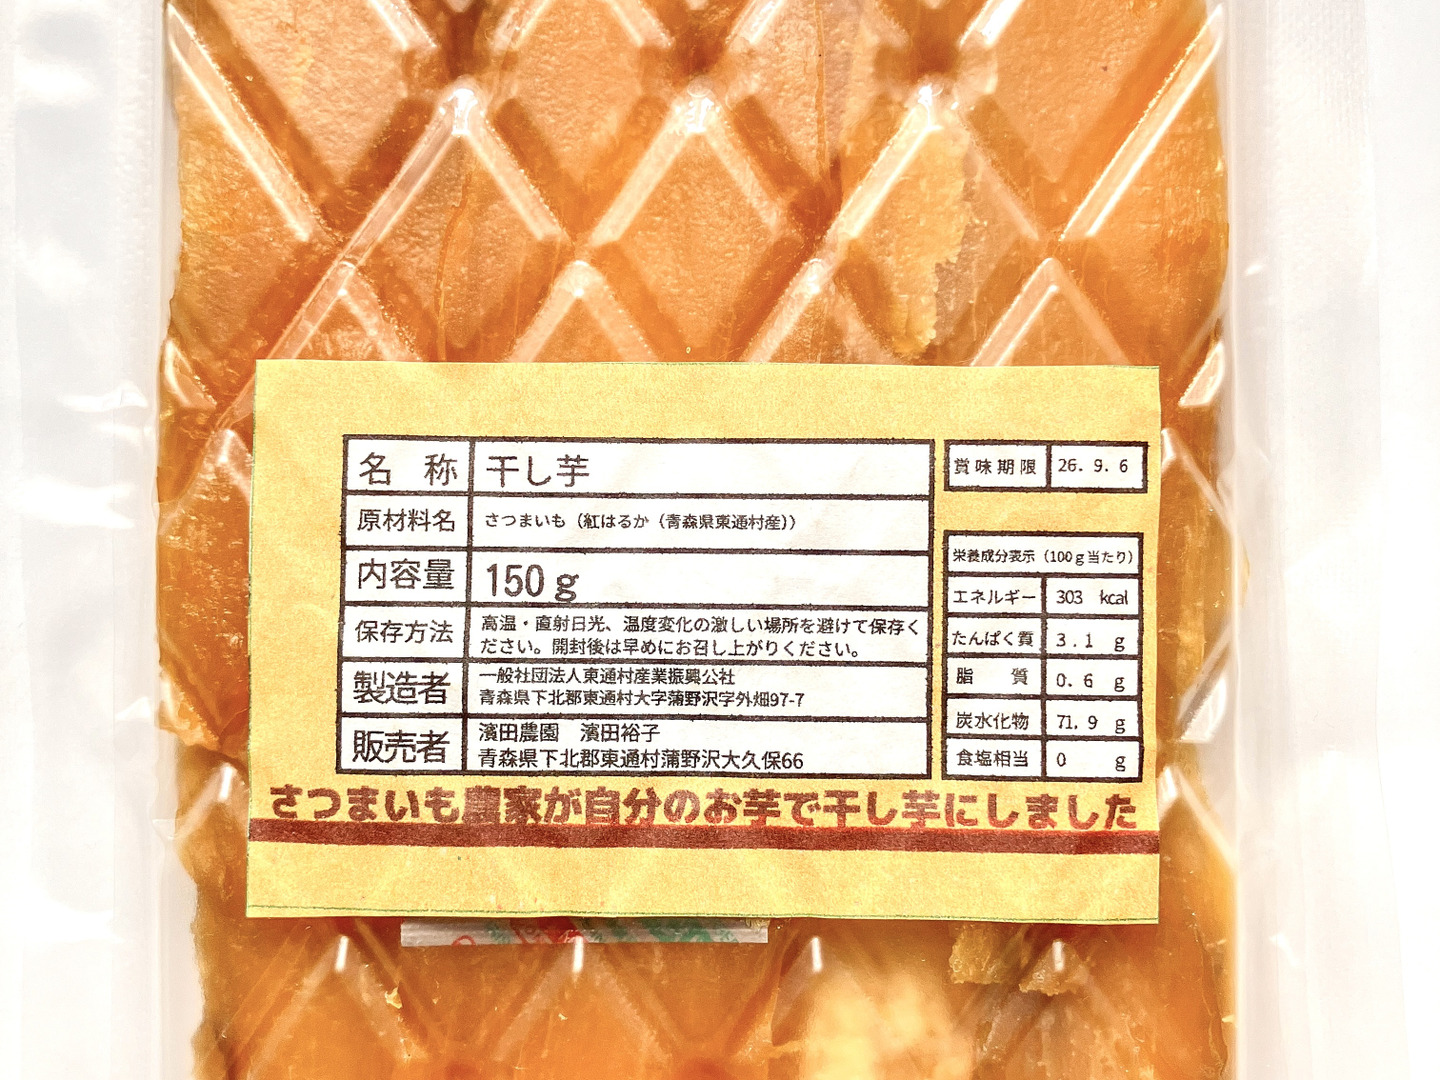 名 称 干し芋
原材料名 さつまいも（紅はるか（青森県東通村産））
内容量 150ｇ
保存方法 高温・直射日光、温度変化の激しい場所を避けて保存く
ださい。開封後は早めにお召し上がりください。
製造者 一般社団法人東通村産業振興公社
青森県下北郡東通村大字蒲野沢字外畑97-7
販売者 濱田農園 濱田裕子
青森県下北郡東通村蒲野沢大久保66
賞味期限 26. 9. 6
栄養成分表示（100ｇ当たり）
エネルギー 303 kcal
たんぱく質 3.1 g
脂 質 0.6 g
炭水化物 71.9 g
食塩相当 0 g
さつまいも農家が自分のお芋で干し芋にしました